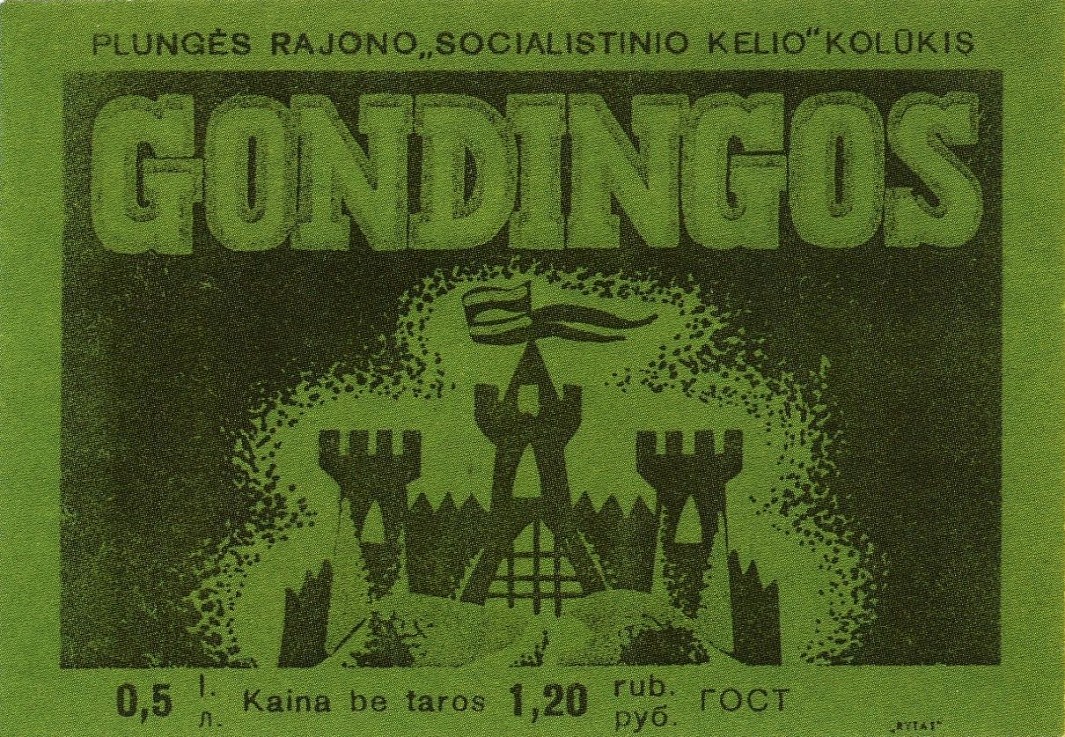 PLUNGĖS RAJONO „SOCIALISTINIO KELIO“ KOLŪKIS
GONDINGOS
0,5 l. Kaina be taros 1,20 rub. ГОСТ
л. руб.
„RYTAS“